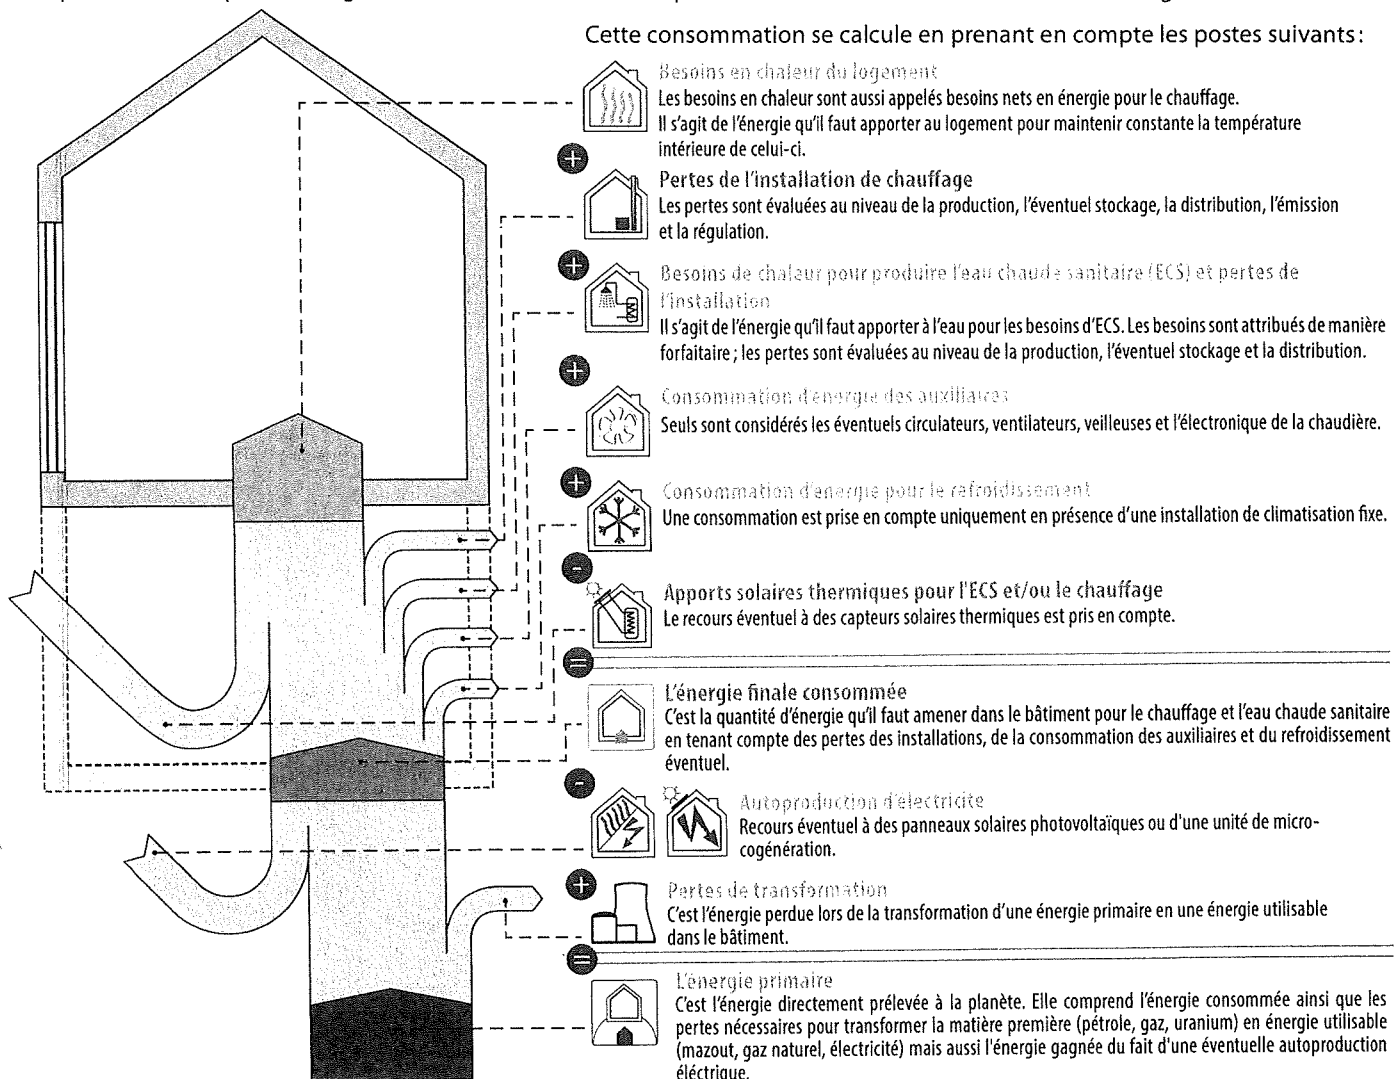 Cette consommation se calcule en prenant en compte les postes suivants:
Besoins en chaleur du logement
Les besoins en chaleur sont aussi appelés besoins nets en énergie pour le chauffage.
Il s'agit de l'énergie qu'il faut apporter au logement pour maintenir constante la température
intérieure de celui-ci.
+
Pertes de l'installation de chauffage
Les pertes sont évaluées au niveau de la production, l'éventuel stockage, la distribution, l'émission
et la régulation.
+
Besoins de chaleur pour produire l'eau chaude sanitaire (ECS) et pertes de
l'installation
Il s'agit de l'énergie qu'il faut apporter à l'eau pour les besoins d'ECS. Les besoins sont attribués de manière
forfaitaire ; les pertes sont évaluées au niveau de la production, l'éventuel stockage et la distribution.
+
Consommation d'énergie des auxiliaires
Seuls sont considérés les éventuels circulateurs, ventilateurs, veilleuses et l'électronique de la chaudière.
+
Consommation d'énergie pour le refroidissement
Une consommation est prise en compte uniquement en présence d'une installation de climatisation fixe.
-
Apports solaires thermiques pour l'ECS et/ou le chauffage
Le recours éventuel à des capteurs solaires thermiques est pris en compte.
=
L'énergie finale consommée
C'est la quantité d'énergie qu'il faut amener dans le bâtiment pour le chauffage et l'eau chaude sanitaire
en tenant compte des pertes des installations, de la consommation des auxiliaires et du refroidissement
éventuel.
-
Autoproduction d'électricité
Recours éventuel à des panneaux solaires photovoltaïques ou d'une unité de micro-
cogénération.
+
Pertes de transformation
C'est l'énergie perdue lors de la transformation d'une énergie primaire en une énergie utilisable
dans le bâtiment.
=
L'énergie primaire
C'est l'énergie directement prélevée à la planète. Elle comprend l'énergie consommée ainsi que les
pertes nécessaires pour transformer la matière première (pétrole, gaz, uranium) en énergie utilisable
(mazout, gaz naturel, électricité) mais aussi l'énergie gagnée du fait d'une éventuelle autoproduction
éléctrique.